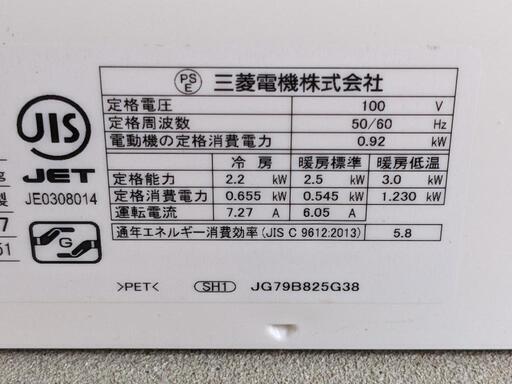 PS E 三菱電機株式会社
定格電圧 100 V
定格周波数 50/60 Hz
電動機の定格消費電力 0.92 kW
冷房 暖房標準 暖房低温
定格能力 2.2 kW 2.5 kW 3.0 kW
定格消費電力 0.655 kW 0.545 kW 1.230 kW
運転電流 7.27 A 6.05 A
通年エネルギー消費効率 (JIS C 9612:2013) 5.8
>PET< SH1 JG79B825G38
JIS
JET
製 JE0308014
7
51 G